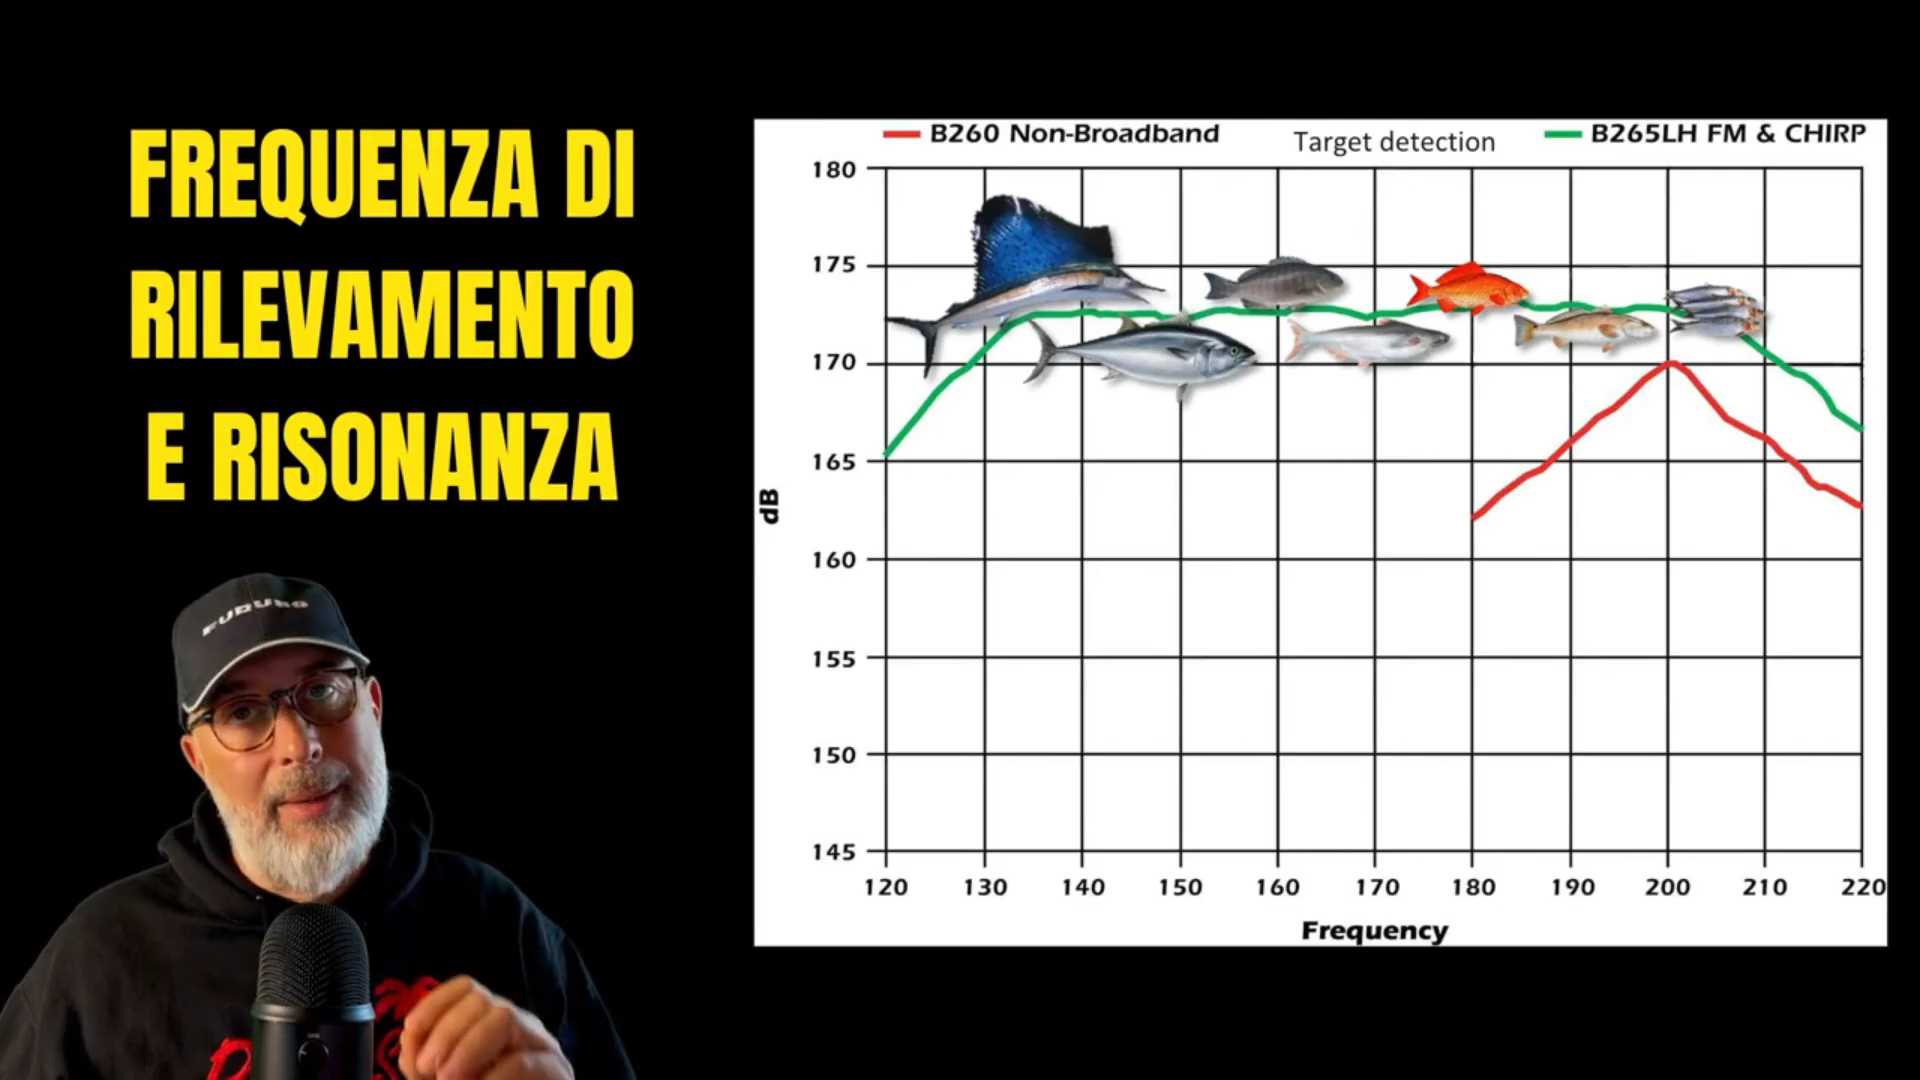 FREQUENZA DI
RILEVAMENTO
E RISONANZA
FURUNO
B260 Non-Broadband
Target detection
B265LH FM & CHIRP
180
175
170
165
160
155
150
145
dB
120 130 140 150 160 170 180 190 200 210 220
Frequency